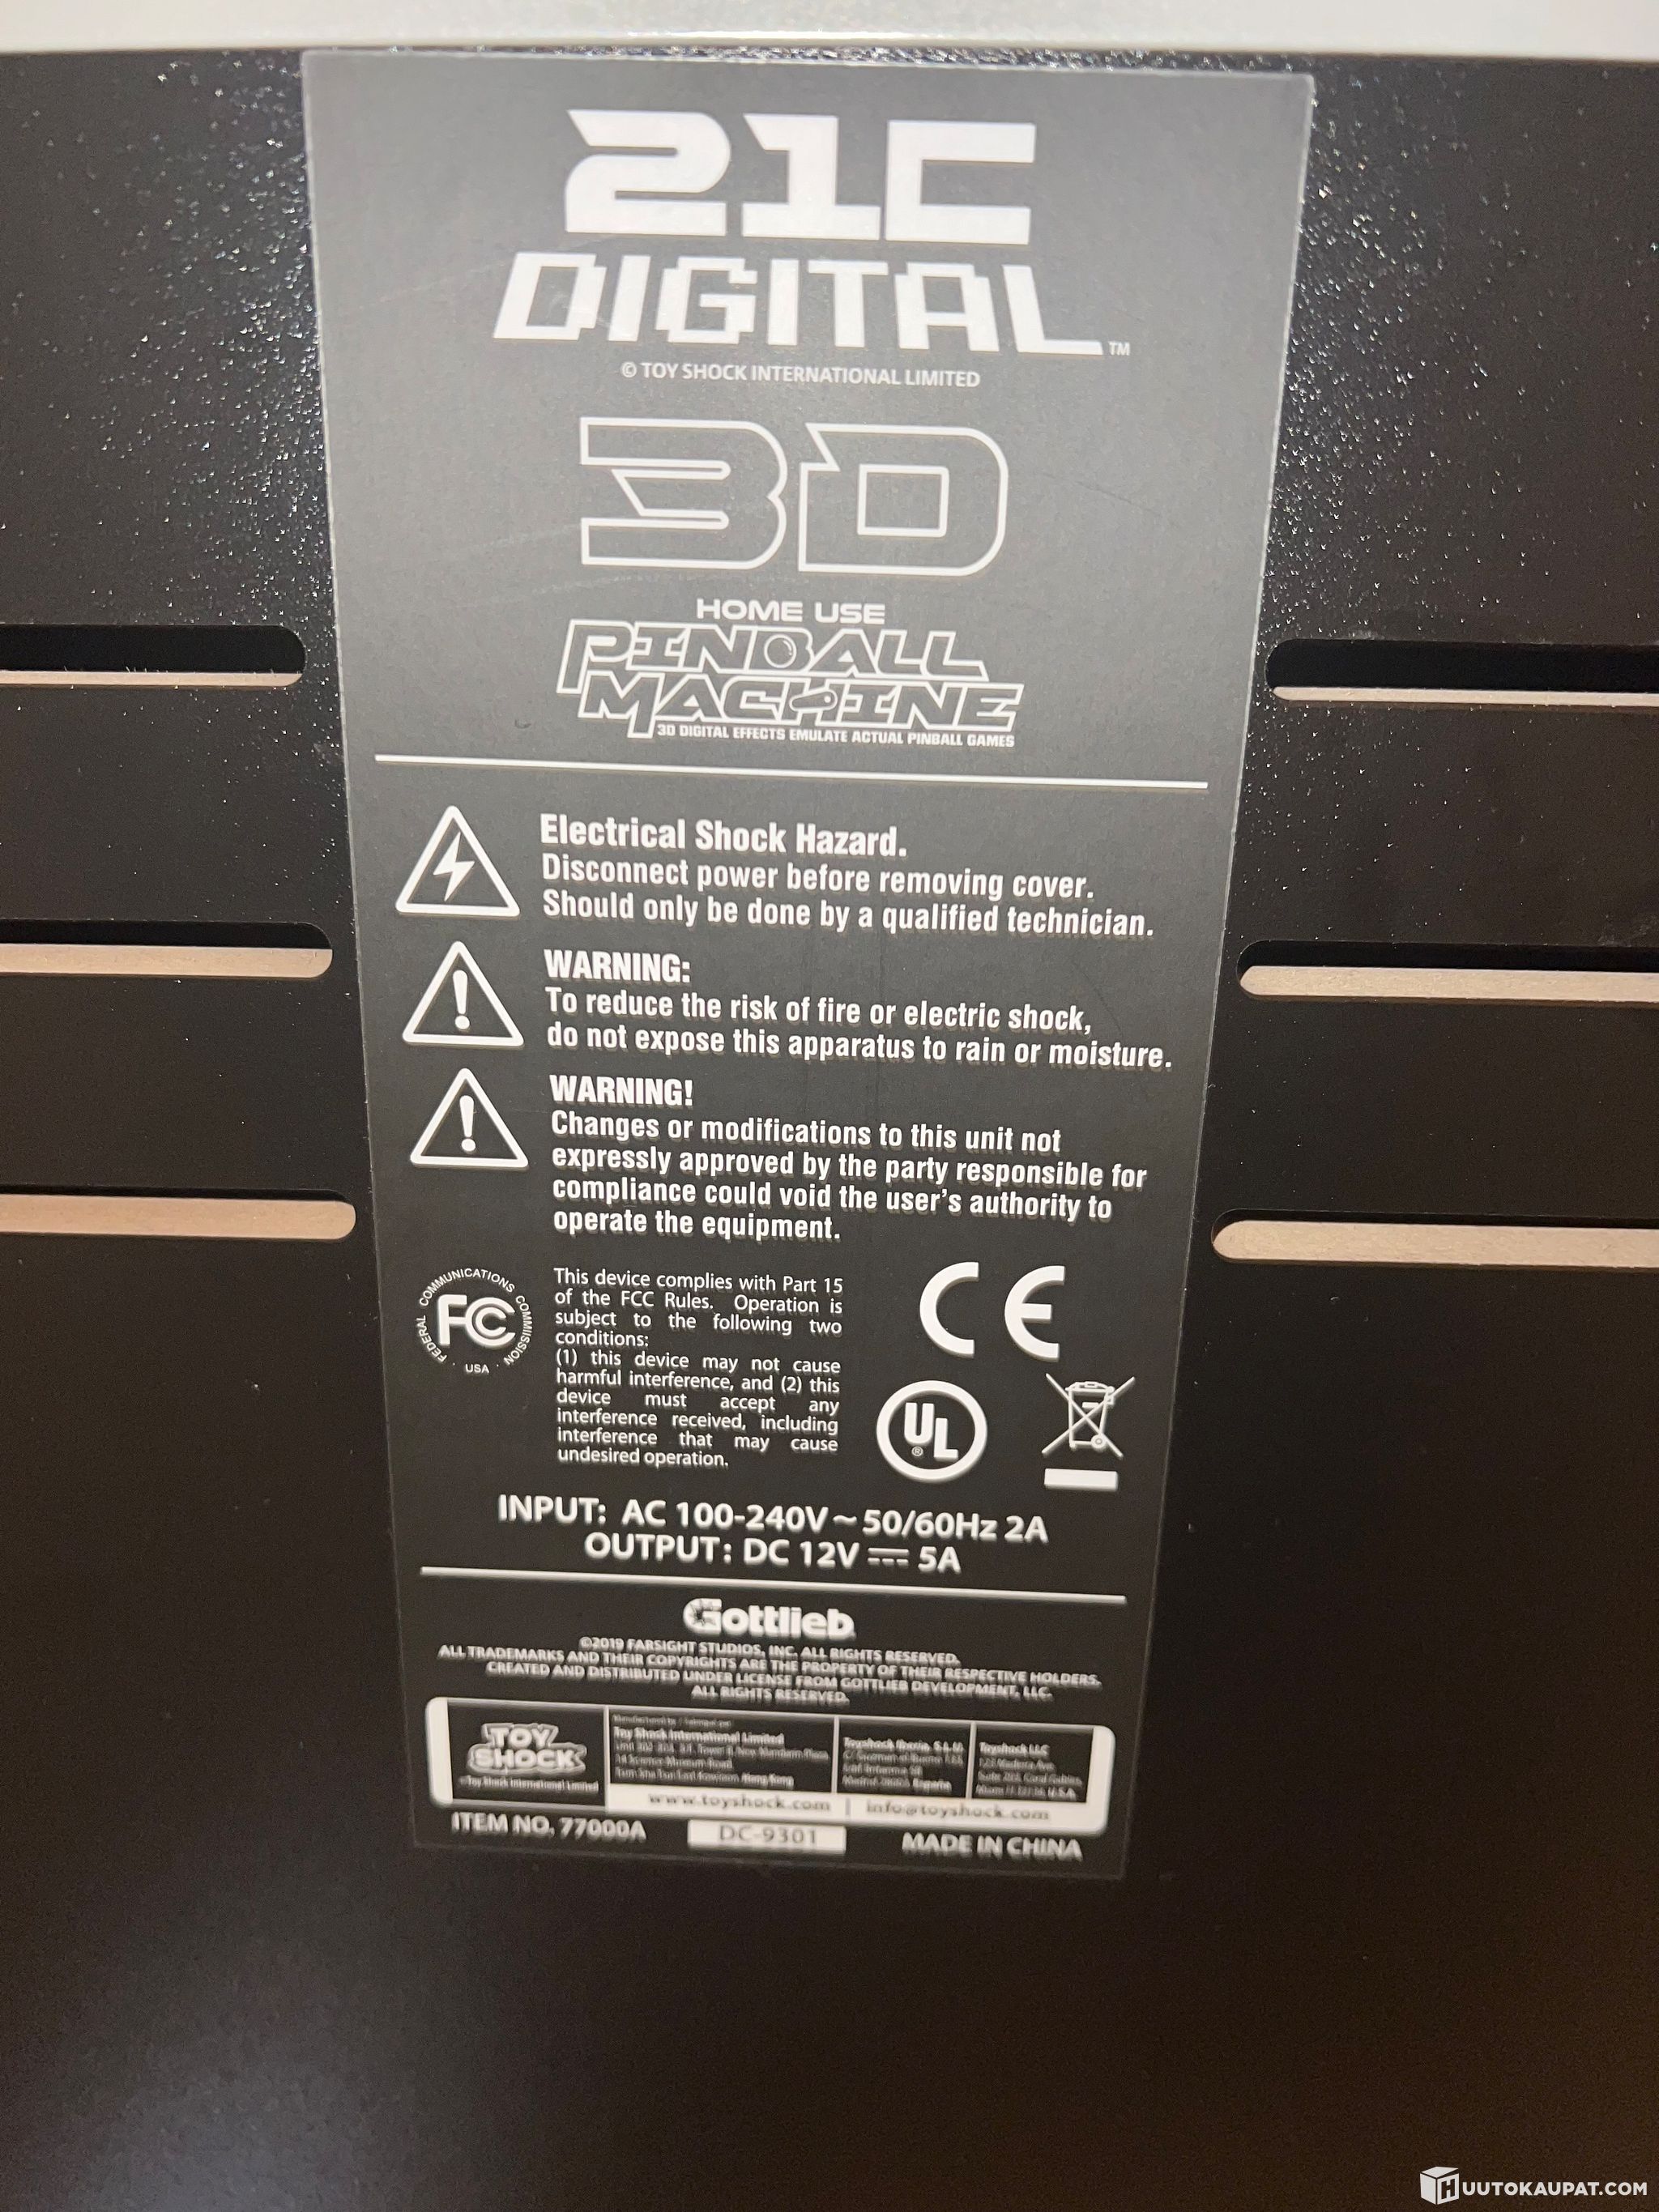 21C
DIGITAL™
© TOY SHOCK INTERNATIONAL LIMITED
3D
HOME USE
PINBALL
MACHINE
3D DIGITAL EFFECTS EMULATE ACTUAL PINBALL GAMES
Electrical Shock Hazard.
Disconnect power before removing cover.
Should only be done by a qualified technician.
WARNING:
To reduce the risk of fire or electric shock,
do not expose this apparatus to rain or moisture.
WARNING!
Changes or modifications to this unit not
expressly approved by the party responsible for
compliance could void the user's authority to
operate the equipment.
FEDERAL COMMUNICATIONS COMMISSION
FC
· USA ·
This device complies with Part 15
of the FCC Rules. Operation is
subject to the following two
conditions:
(1) this device may not cause
harmful interference, and (2) this
device must accept any
interference received, including
interference that may cause
undesired operation.
CE
UL
®
INPUT: AC 100-240V ~ 50/60Hz 2A
OUTPUT: DC 12V ⎓ 5A
Gottlieb
©2019 FARSIGHT STUDIOS, INC. ALL RIGHTS RESERVED.
ALL TRADEMARKS AND THEIR COPYRIGHTS ARE THE PROPERTY OF THEIR RESPECTIVE HOLDERS.
CREATED AND DISTRIBUTED UNDER LICENSE FROM GOTTLIEB DEVELOPMENT, LLC.
ALL RIGHTS RESERVED.
TOY
SHOCK
©Toy Shock International Limited
Toy Shock International Limited
Hong Kong
Toyshock Iberia, S.L.U.
España
Toyshock LLC
U.S.A
www.toyshock.com | info@toyshock.com
ITEM NO. 77000A
DC-9301
MADE IN CHINA
HUUTOKAUPAT.COM